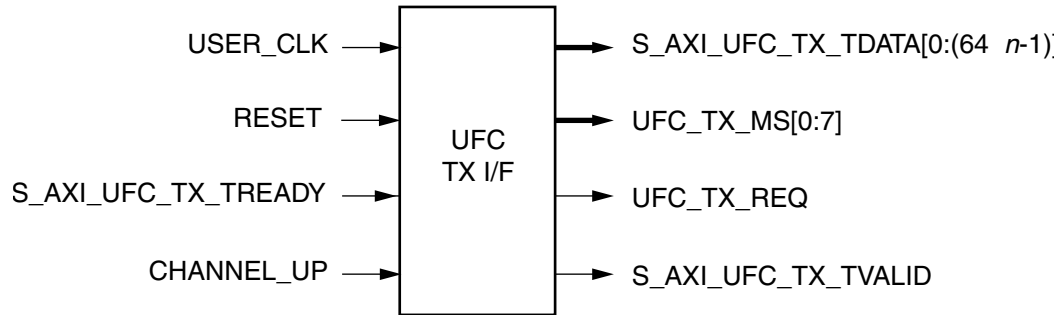 USER_CLK
RESET
S_AXI_UFC_TX_TREADY
CHANNEL_UP
UFC
TX I/F
S_AXI_UFC_TX_TDATA[0:(64 n-1)]
UFC_TX_MS[0:7]
UFC_TX_REQ
S_AXI_UFC_TX_TVALID